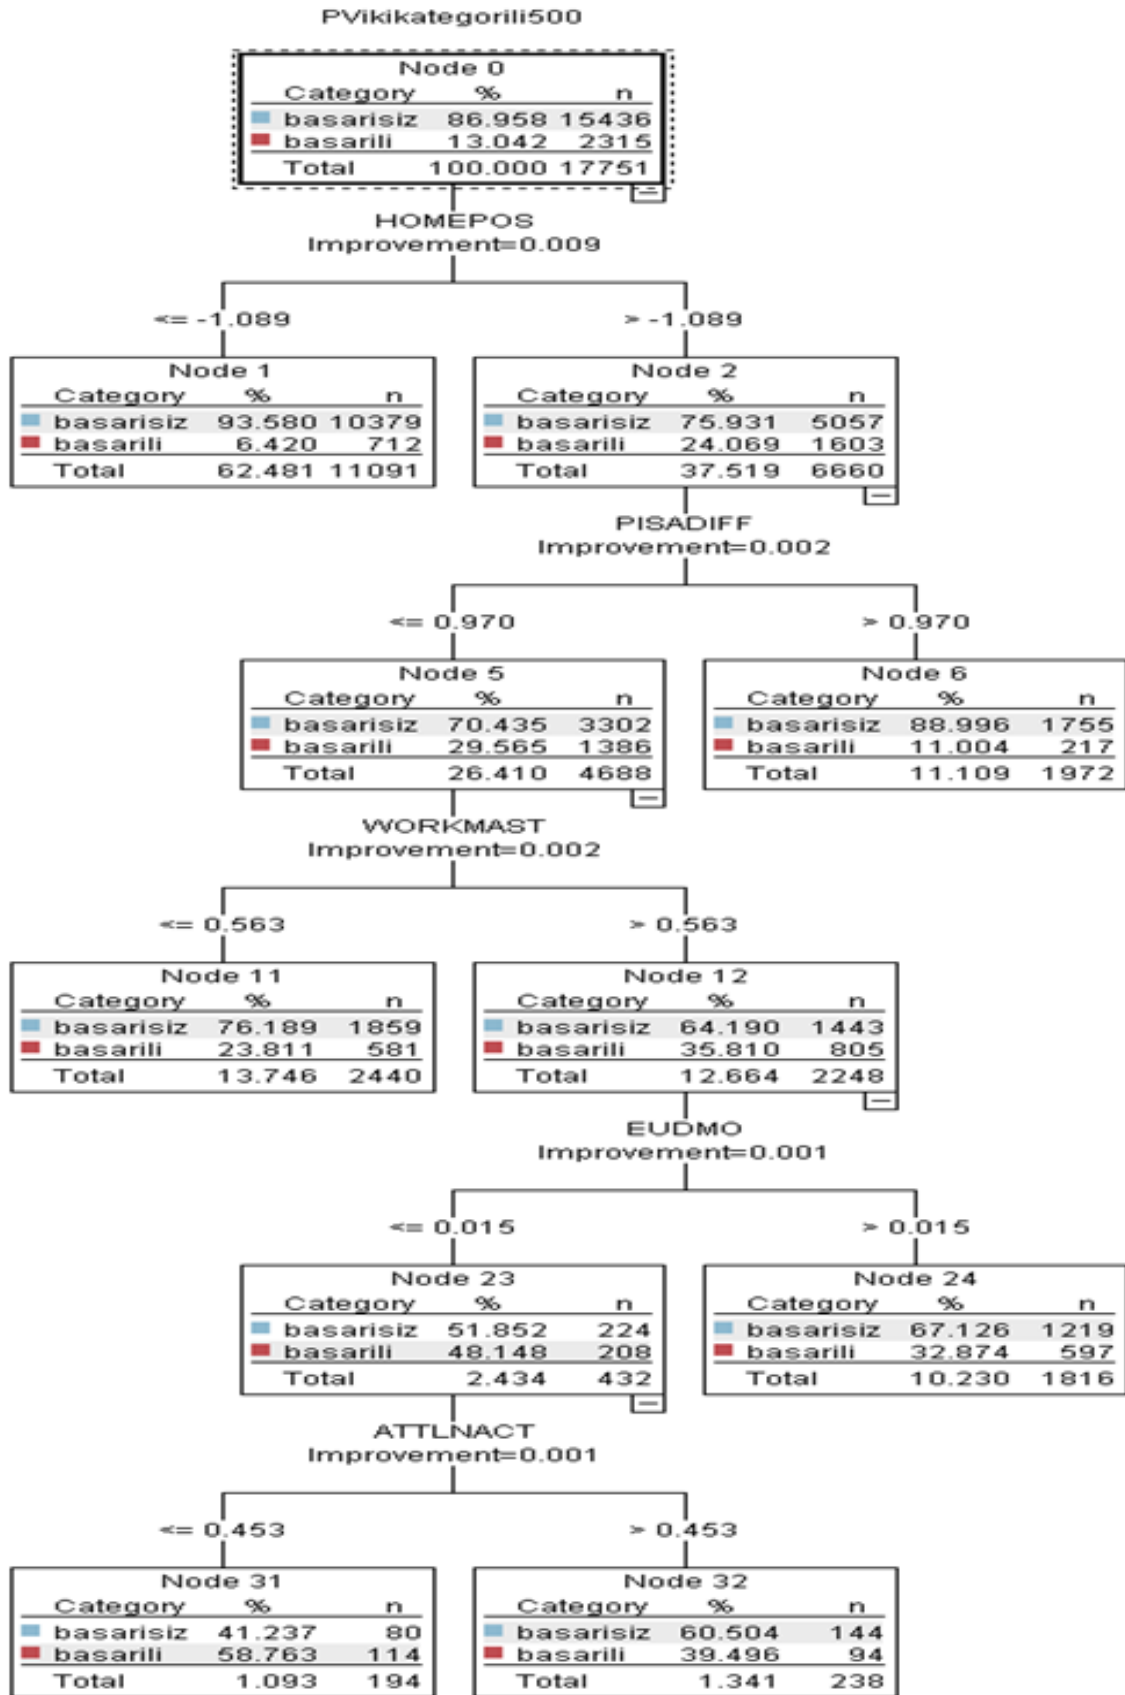 PVikikategorili500
Node 0
Category % n
basarisiz 86.958 15436
basarili 13.042 2315
Total 100.000 17751
HOMEPOS
Improvement=0.009
<= -1.089
> -1.089
Node 1
Category % n
basarisiz 93.580 10379
basarili 6.420 712
Total 62.481 11091
Node 2
Category % n
basarisiz 75.931 5057
basarili 24.069 1603
Total 37.519 6660
PISADIFF
Improvement=0.002
<= 0.970
> 0.970
Node 5
Category % n
basarisiz 70.435 3302
basarili 29.565 1386
Total 26.410 4688
Node 6
Category % n
basarisiz 88.996 1755
basarili 11.004 217
Total 11.109 1972
WORKMAST
Improvement=0.002
<= 0.563
> 0.563
Node 11
Category % n
basarisiz 76.189 1859
basarili 23.811 581
Total 13.746 2440
Node 12
Category % n
basarisiz 64.190 1443
basarili 35.810 805
Total 12.664 2248
EUDMO
Improvement=0.001
<= 0.015
> 0.015
Node 23
Category % n
basarisiz 51.852 224
basarili 48.148 208
Total 2.434 432
Node 24
Category % n
basarisiz 67.126 1219
basarili 32.874 597
Total 10.230 1816
ATTLNACT
Improvement=0.001
<= 0.453
> 0.453
Node 31
Category % n
basarisiz 41.237 80
basarili 58.763 114
Total 1.093 194
Node 32
Category % n
basarisiz 60.504 144
basarili 39.496 94
Total 1.341 238